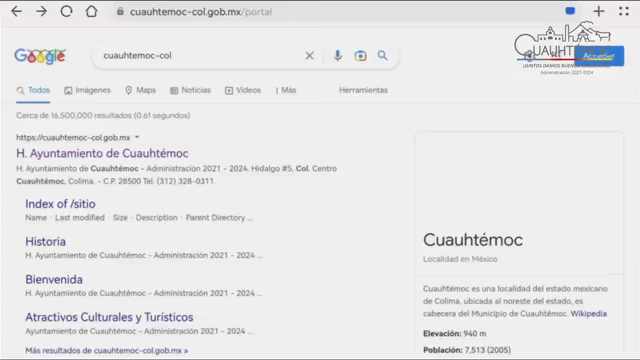 cuauhtemoc-col.gob.mx/portal
Google
cuauhtemoc-col
CUAUHTÉMOC
¡JUNTOS DAMOS
Administración 2021-2024
Todos
Imágenes
Maps
Noticias
Videos
Más
Herramientas
Cerca de 16,500,000 resultados (0.61 segundos)
https://cuauhtemoc-col.gob.mx
H. Ayuntamiento de Cuauhtémoc
H. Ayuntamiento de Cuauhtémoc - Administración 2021 - 2024. Hidalgo #5, Col. Centro
Cuauhtémoc, Colima. - C.P. 28500 Tel. (312) 328-0311.
Index of /sitio
Name · Last modified · Size · Description · Parent Directory ...
Historia
H. Ayuntamiento de Cuauhtémoc - Administración 2021 - 2024 ...
Bienvenida
H. Ayuntamiento de Cuauhtémoc - Administración 2021 - 2024 ...
Atractivos Culturales y Turísticos
Ayuntamiento de Cuauhtémoc - Administración 2021 - 2024 ...
Más resultados de cuauhtemoc-col.gob.mx »
Cuauhtémoc
Localidad en México
Cuauhtémoc es una localidad del estado mexicano
de Colima, ubicada al noreste del estado, es
cabecera del Municipio de Cuauhtémoc. Wikipedia
Elevación: 940 m
Población: 7,513 (2005)